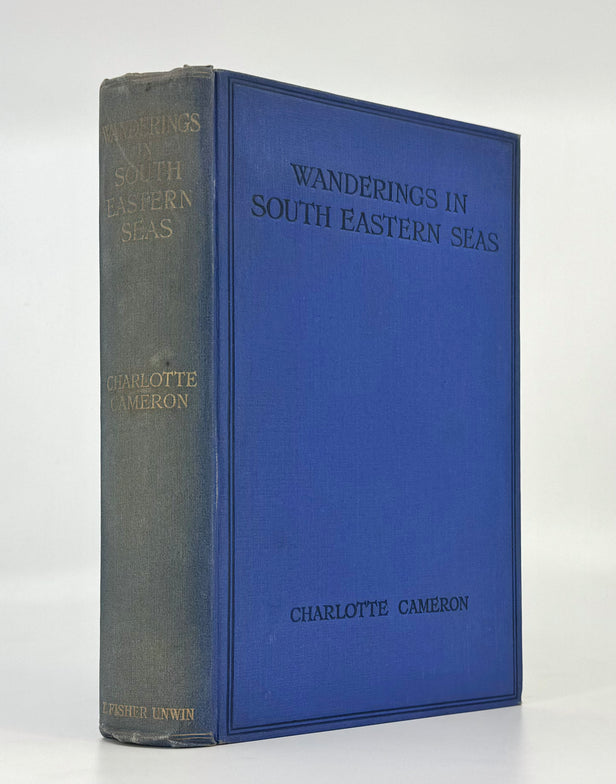 WANDERINGS
IN
SOUTH
EASTERN
SEAS
CHARLOTTE
CAMERON
T. FISHER UNWIN
WANDERINGS IN
SOUTH EASTERN SEAS
CHARLOTTE CAMERON